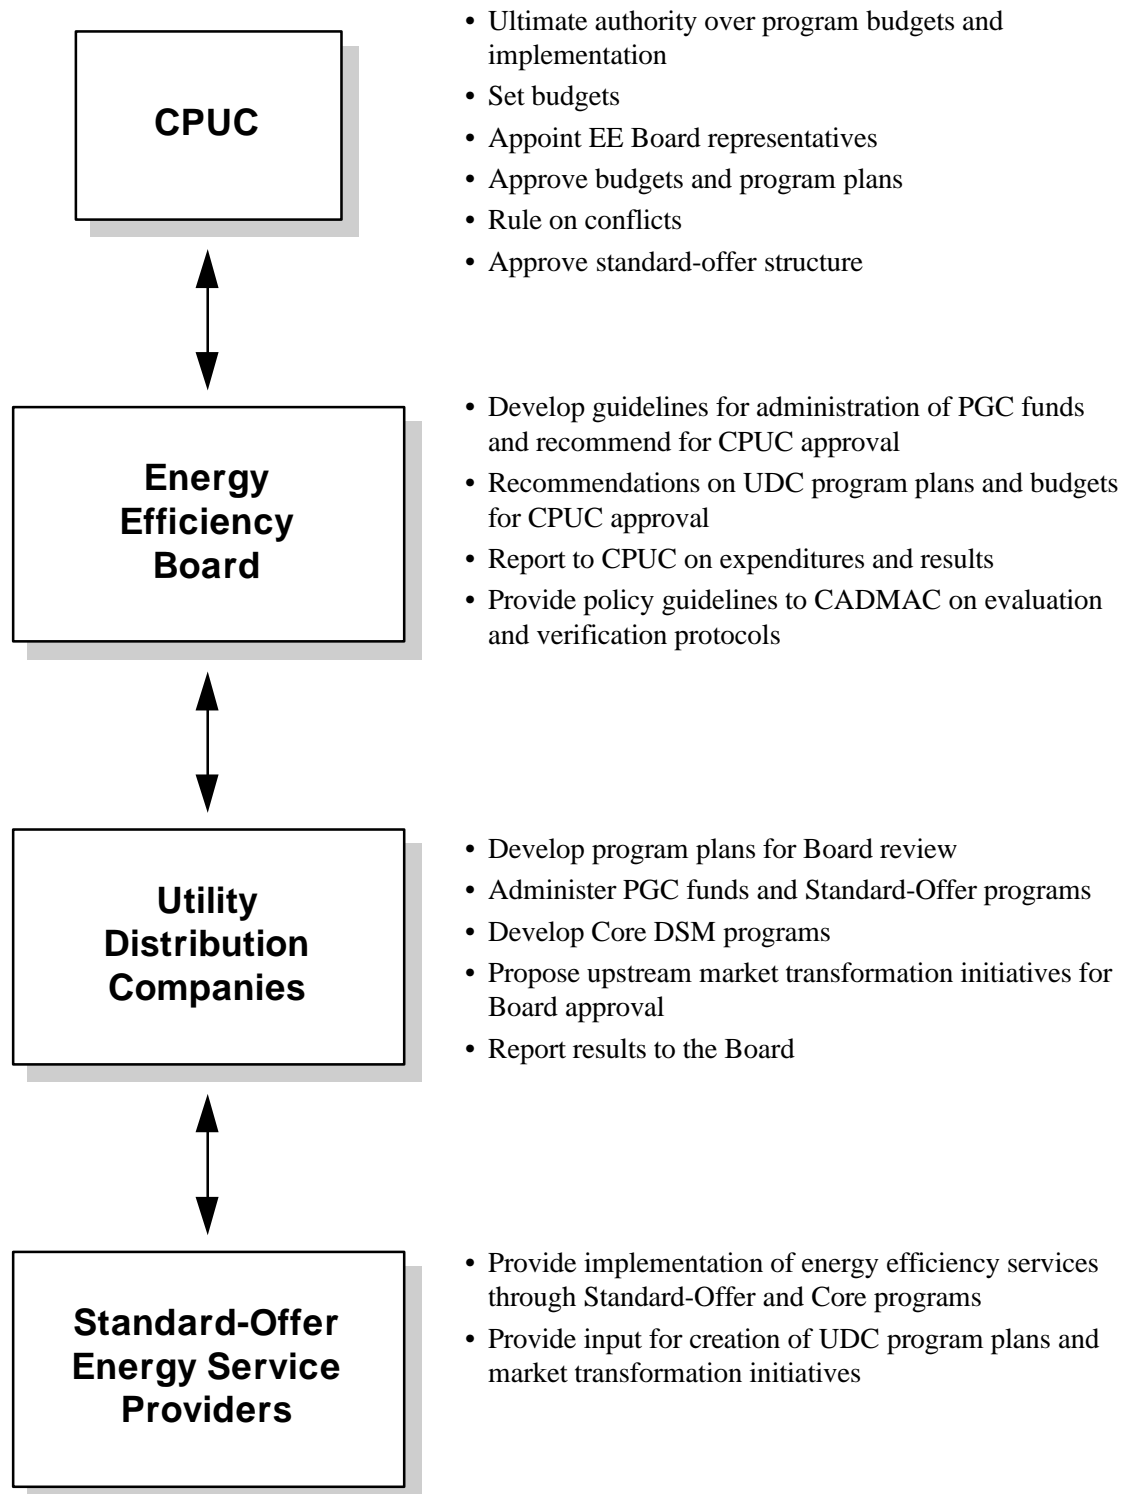 CPUC
• Ultimate authority over program budgets and
implementation
• Set budgets
• Appoint EE Board representatives
• Approve budgets and program plans
• Rule on conflicts
• Approve standard-offer structure
Energy
Efficiency
Board
• Develop guidelines for administration of PGC funds
and recommend for CPUC approval
• Recommendations on UDC program plans and budgets
for CPUC approval
• Report to CPUC on expenditures and results
• Provide policy guidelines to CADMAC on evaluation
and verification protocols
Utility
Distribution
Companies
• Develop program plans for Board review
• Administer PGC funds and Standard-Offer programs
• Develop Core DSM programs
• Propose upstream market transformation initiatives for
Board approval
• Report results to the Board
Standard-Offer
Energy Service
Providers
• Provide implementation of energy efficiency services
through Standard-Offer and Core programs
• Provide input for creation of UDC program plans and
market transformation initiatives